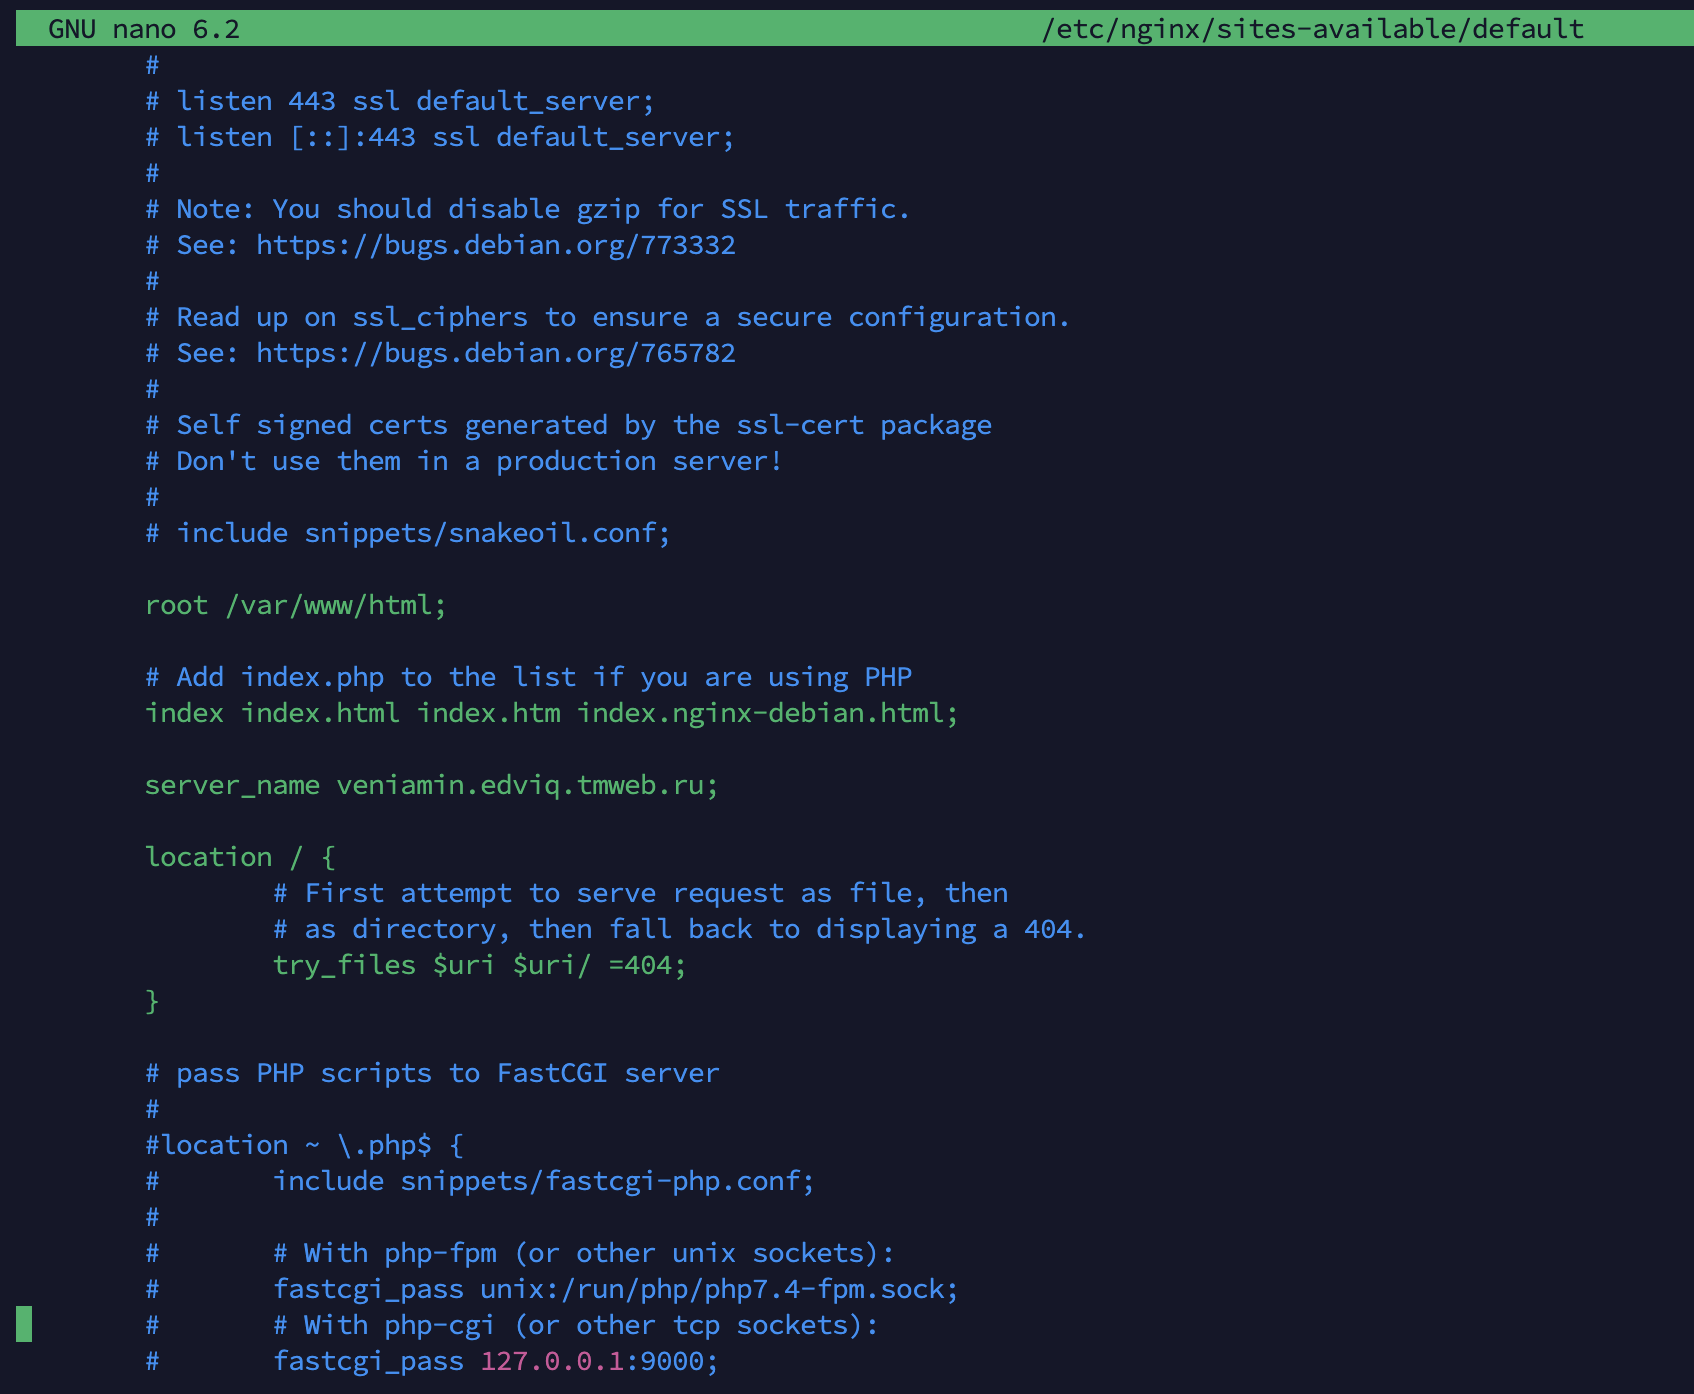 GNU nano 6.2 /etc/nginx/sites-available/default
#
# listen 443 ssl default_server;
# listen [::]:443 ssl default_server;
#
# Note: You should disable gzip for SSL traffic.
# See: https://bugs.debian.org/773332
#
# Read up on ssl_ciphers to ensure a secure configuration.
# See: https://bugs.debian.org/765782
#
# Self signed certs generated by the ssl-cert package
# Don't use them in a production server!
#
# include snippets/snakeoil.conf;
root /var/www/html;
# Add index.php to the list if you are using PHP
index index.html index.htm index.nginx-debian.html;
server_name veniamin.edviq.tmweb.ru;
location / {
# First attempt to serve request as file, then
# as directory, then fall back to displaying a 404.
try_files $uri $uri/ =404;
}
# pass PHP scripts to FastCGI server
#
#location ~ \.php$ {
# include snippets/fastcgi-php.conf;
#
# # With php-fpm (or other unix sockets):
# fastcgi_pass unix:/run/php/php7.4-fpm.sock;
# # With php-cgi (or other tcp sockets):
# fastcgi_pass 127.0.0.1:9000;